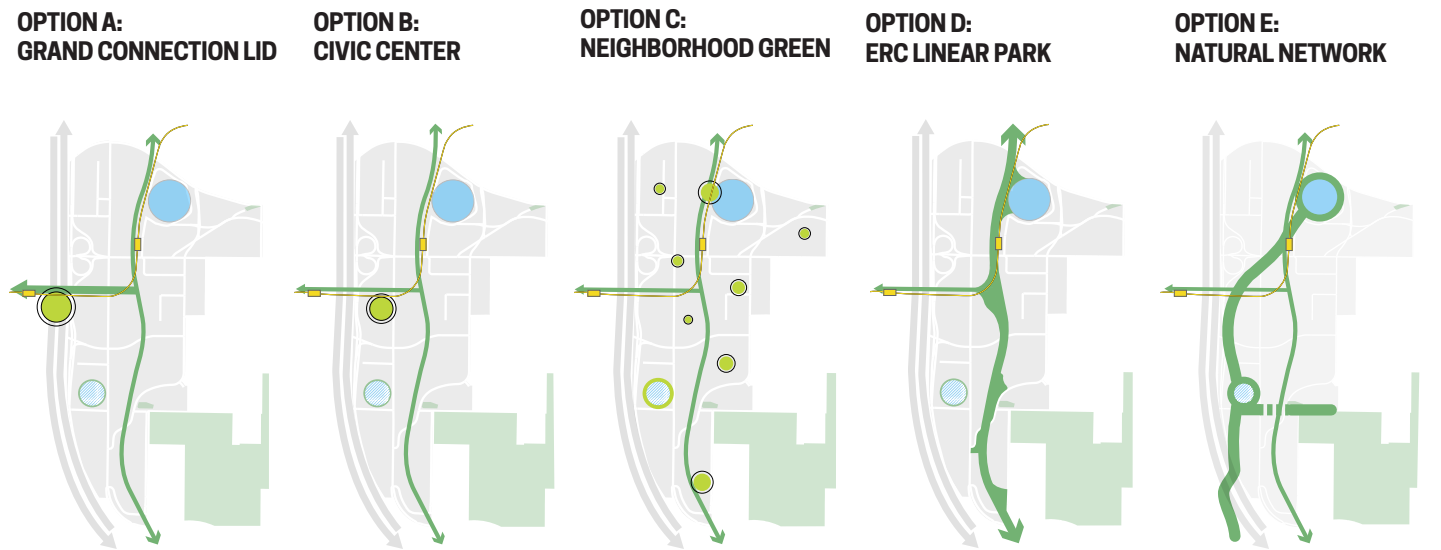 OPTION A:
GRAND CONNECTION LID
OPTION B:
CIVIC CENTER
OPTION C:
NEIGHBORHOOD GREEN
OPTION D:
ERC LINEAR PARK
OPTION E:
NATURAL NETWORK